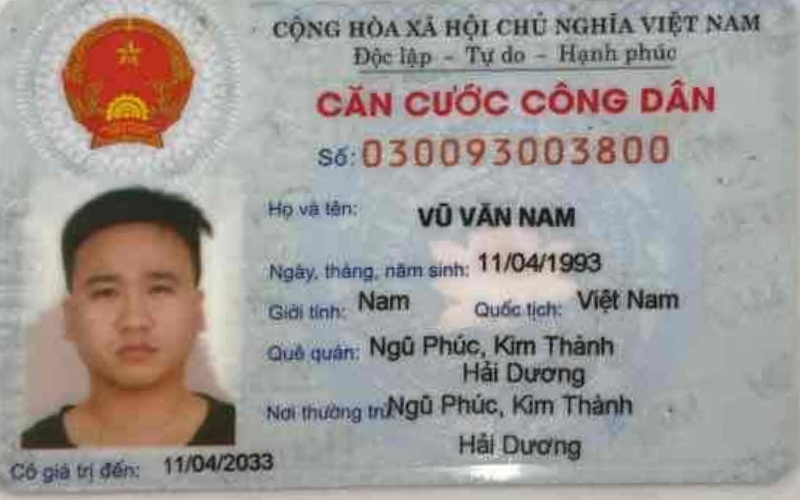 CỘNG HÒA XÃ HỘI CHỦ NGHĨA VIỆT NAM
Độc lập - Tự do - Hạnh phúc
CĂN CƯỚC CÔNG DÂN
Số: 030093003800
Họ và tên: VŨ VĂN NAM
Ngày, tháng, năm sinh: 11/04/1993
Giới tính: Nam Quốc tịch: Việt Nam
Quê quán: Ngũ Phúc, Kim Thành
Hải Dương
Nơi thường trú Ngũ Phúc, Kim Thành
Hải Dương
Có giá trị đến: 11/04/2033